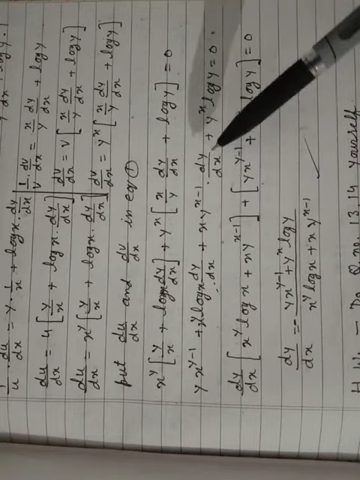 1/u . du/dx = y . 1/x + log x . dy/dx | 1/v . dv/dx = x/y dy/dx + log y
du/dx = u [y/x + log x . dy/dx] | dv/dx = v [x/y dy/dx + log y]
du/dx = x^y [y/x + log x . dy/dx] | dv/dx = y^x [x/y dy/dx + log y]
put du/dx and dv/dx in eq ①
x^y [y/x + log x dy/dx] + y^x [x/y dy/dx + log y] = 0
y x^y-1 + x^y log x dy/dx + x y^x-1 dy/dx + y^x log y = 0.
dy/dx [x^y log x + x y^x-1] + [y x^y-1 + log y] = 0
dy/dx = - y x^y-1 + y^x log y / x^y log x + x y^x-1
H.W. - Do Q. no. 13, 14 yourself